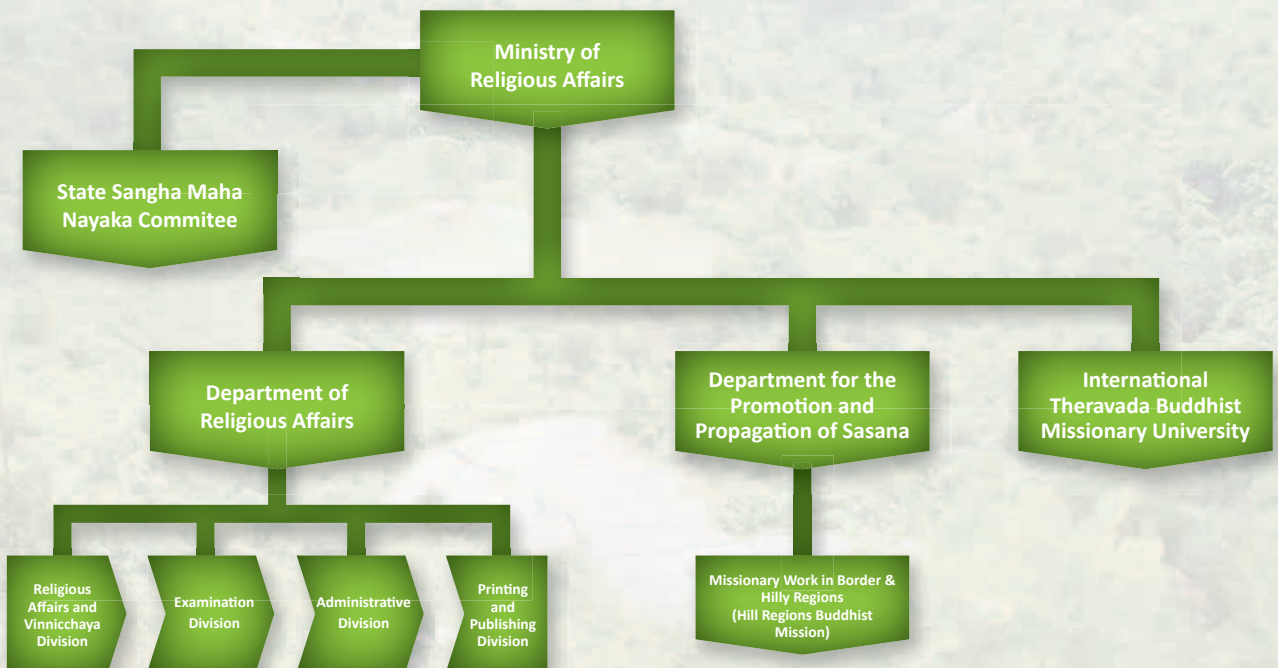 Ministry of
Religious Affairs
State Sangha Maha
Nayaka Commitee
Department of
Religious Affairs
Department for the
Promotion and
Propagation of Sasana
International
Theravada Buddhist
Missionary University
Religious
Affairs and
Vinnicchaya
Division
Examination
Division
Administrative
Division
Printing
and
Publishing
Division
Missionary Work in Border &
Hilly Regions
(Hill Regions Buddhist
Mission)